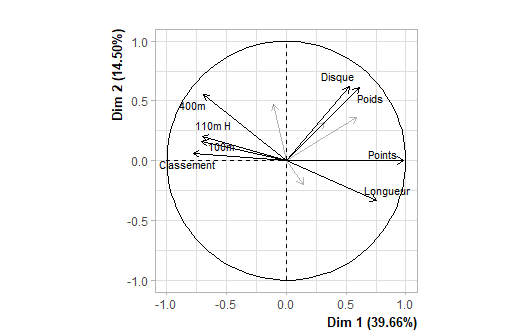 Dim 2 (14.50%)
1.0
0.5
0.0
-0.5
-1.0
Disque
Poids
400m
110m H
100m
Points
Classement
Longueur
-1.0
-0.5
0.0
0.5
1.0
Dim 1 (39.66%)